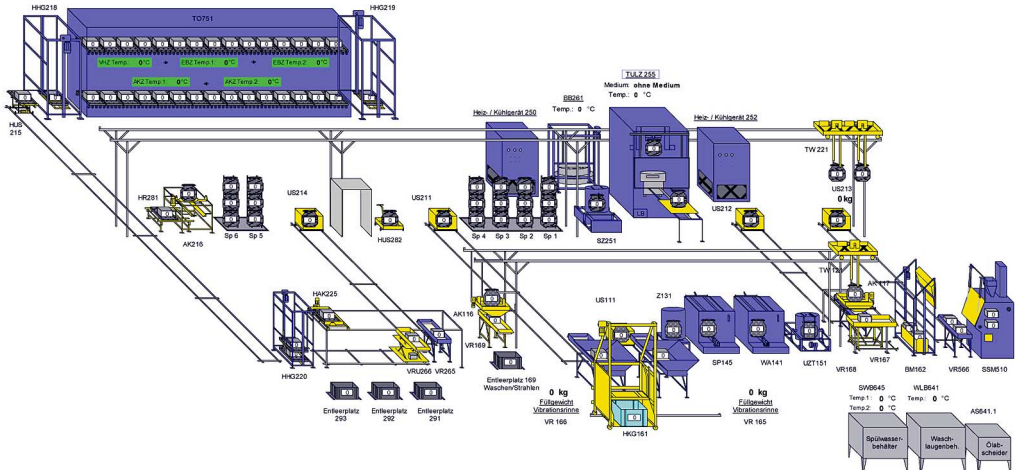 HHG218
TO751
HHG219
VHZ Temp.: 0 °C
EBZ Temp.1: 0 °C
EBZ Temp.2: 0 °C
AKZ Temp.1: 0 °C
AKZ Temp.2: 0 °C
HUS
215
TULZ 255
Medium: ohne Medium
Temp.: 0 °C
BB261
Temp.: 0 °C
Heiz- / Kühlgerät 250
Heiz- / Kühlgerät 252
TW 221
US213
0 kg
HR281
AK216
Sp 6
Sp 5
US214
HUS282
US211
Sp 4
Sp 3
Sp 2
Sp 1
SZ251
LB
US212
TW 121
AK 117
HAK225
HHG220
VRU266
VR265
AK116
VR169
US111
Z131
SP145
WA141
UZT151
VR168
VR167
BM162
VR566
SSM510
Entleerplatz
293
Entleerplatz
292
Entleerplatz
291
Entleerplatz 169
Waschen/Strahlen
0 kg
Füllgewicht
Vibrationsrinne
VR 166
HKG161
0 kg
Füllgewicht
Vibrationsrinne
VR 165
SWB645
Temp.1: 0 °C
Temp.2: 0 °C
WLB641
Temp.: 0 °C
AS641.1
Spülwasser-
behälter
Wasch-
laugenbeh.
Ölab-
scheider